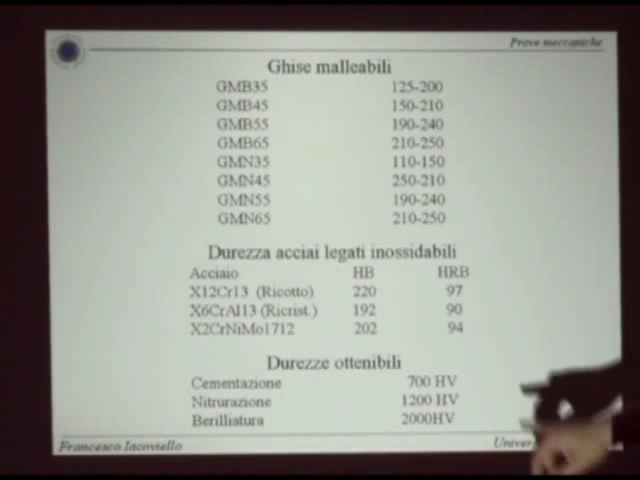 Prove meccaniche
Ghise malleabili
GMB35 125-200
GMB45 150-210
GMB55 190-240
GMB65 210-250
GMN35 110-150
GMN45 250-210
GMN55 190-240
GMN65 210-250
Durezza acciai legati inossidabili
Acciaio HB HRB
X12Cr13 (Ricotto) 220 97
X6CrAl13 (Ricrist.) 192 90
X2CrNiMo1712 202 94
Durezze ottenibili
Cementazione 700 HV
Nitrurazione 1200 HV
Berilliatura 2000HV
Francesco Iacoviello